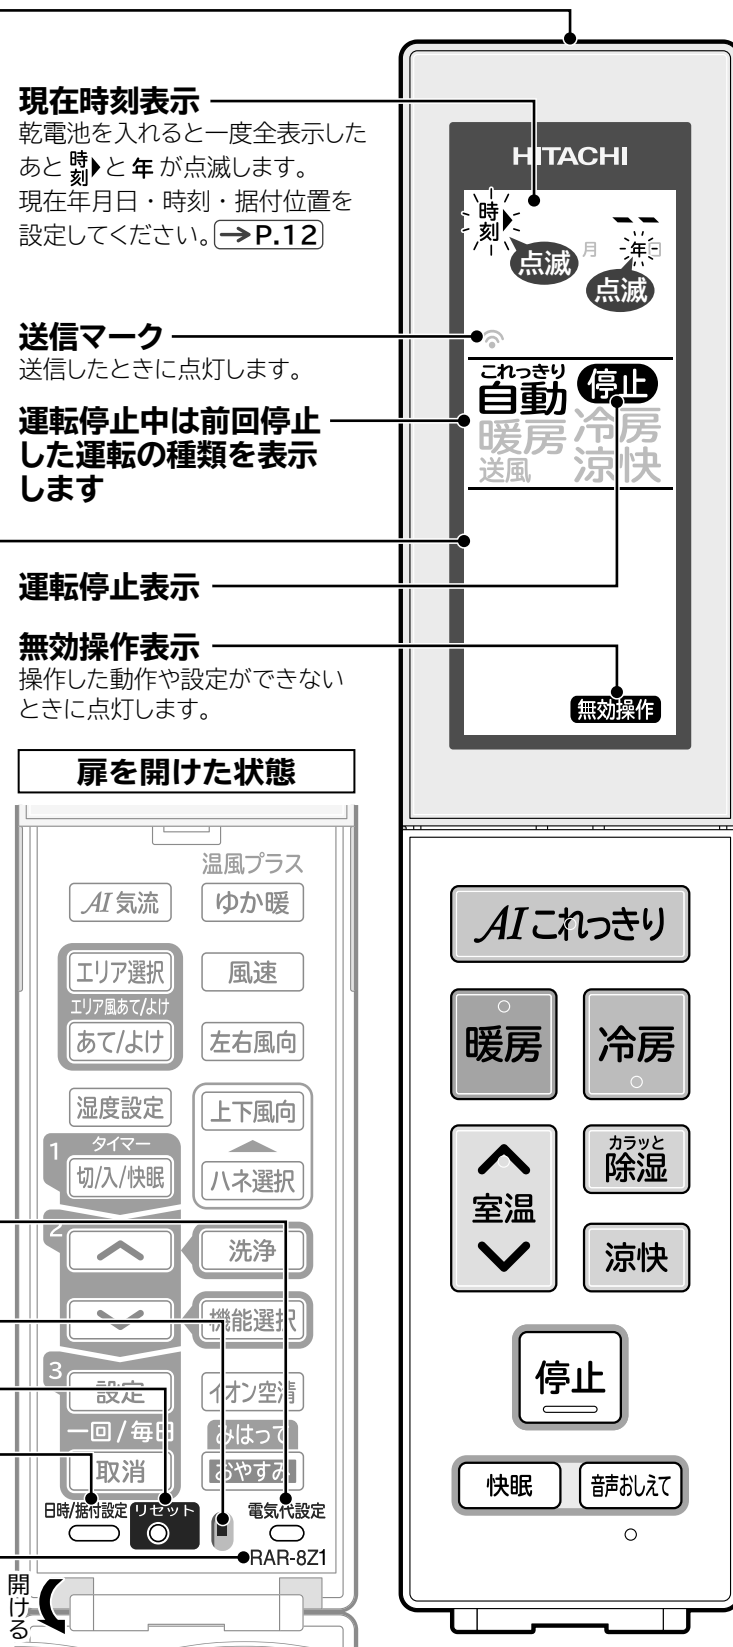 現在時刻表示
乾電池を入れると一度全表示した
あと 時刻 と 年 が点滅します。
現在年月日・時刻・据付位置を
設定してください。→P.12
送信マーク
送信したときに点灯します。
運転停止中は前回停止
した運転の種類を表示
します
運転停止表示
無効操作表示
操作した動作や設定ができない
ときに点灯します。
HITACHI
時刻
点滅
月 年日
点滅
これっきり
自動 停止
暖房 冷房
送風 涼快
無効操作
扉を開けた状態
温風プラス
AI気流 ゆか暖
エリア選択 風速
エリア風あて/よけ
あて/よけ 左右風向
湿度設定 上下風向
1 タイマー
切/入/快眠 ハネ選択
2
洗浄
機能選択
3
設定 イオン空清
一回/毎日 みはって
取消 おやすみ
日時/据付設定 リセット 電気代設定
RAR-8Z1
開ける
AIこれっきり
暖房 冷房
カラッと
除湿
室温
涼快
停止
快眠 音声おしえて